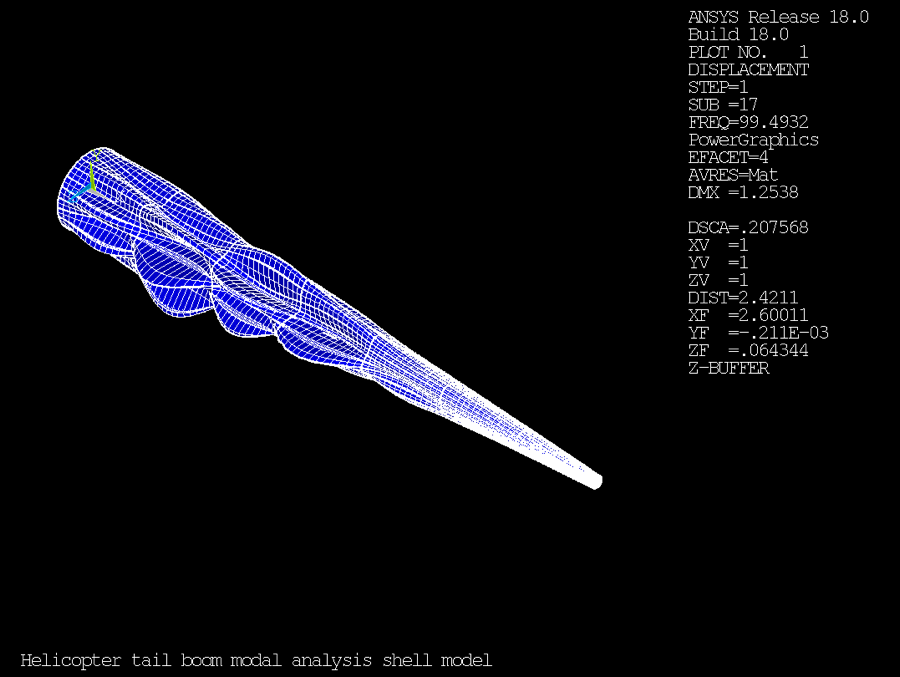 ANSYS Release 18.0
Build 18.0
PLOT NO. 1
DISPLACEMENT
STEP=1
SUB =17
FREQ=99.4932
PowerGraphics
EFACET=4
AVRES=Mat
DMX =1.2538
DSCA=.207568
XV =1
YV =1
ZV =1
DIST=2.4211
XF =2.60011
YF =-.211E-03
ZF =.064344
Z-BUFFER
Helicopter tail boom modal analysis shell model